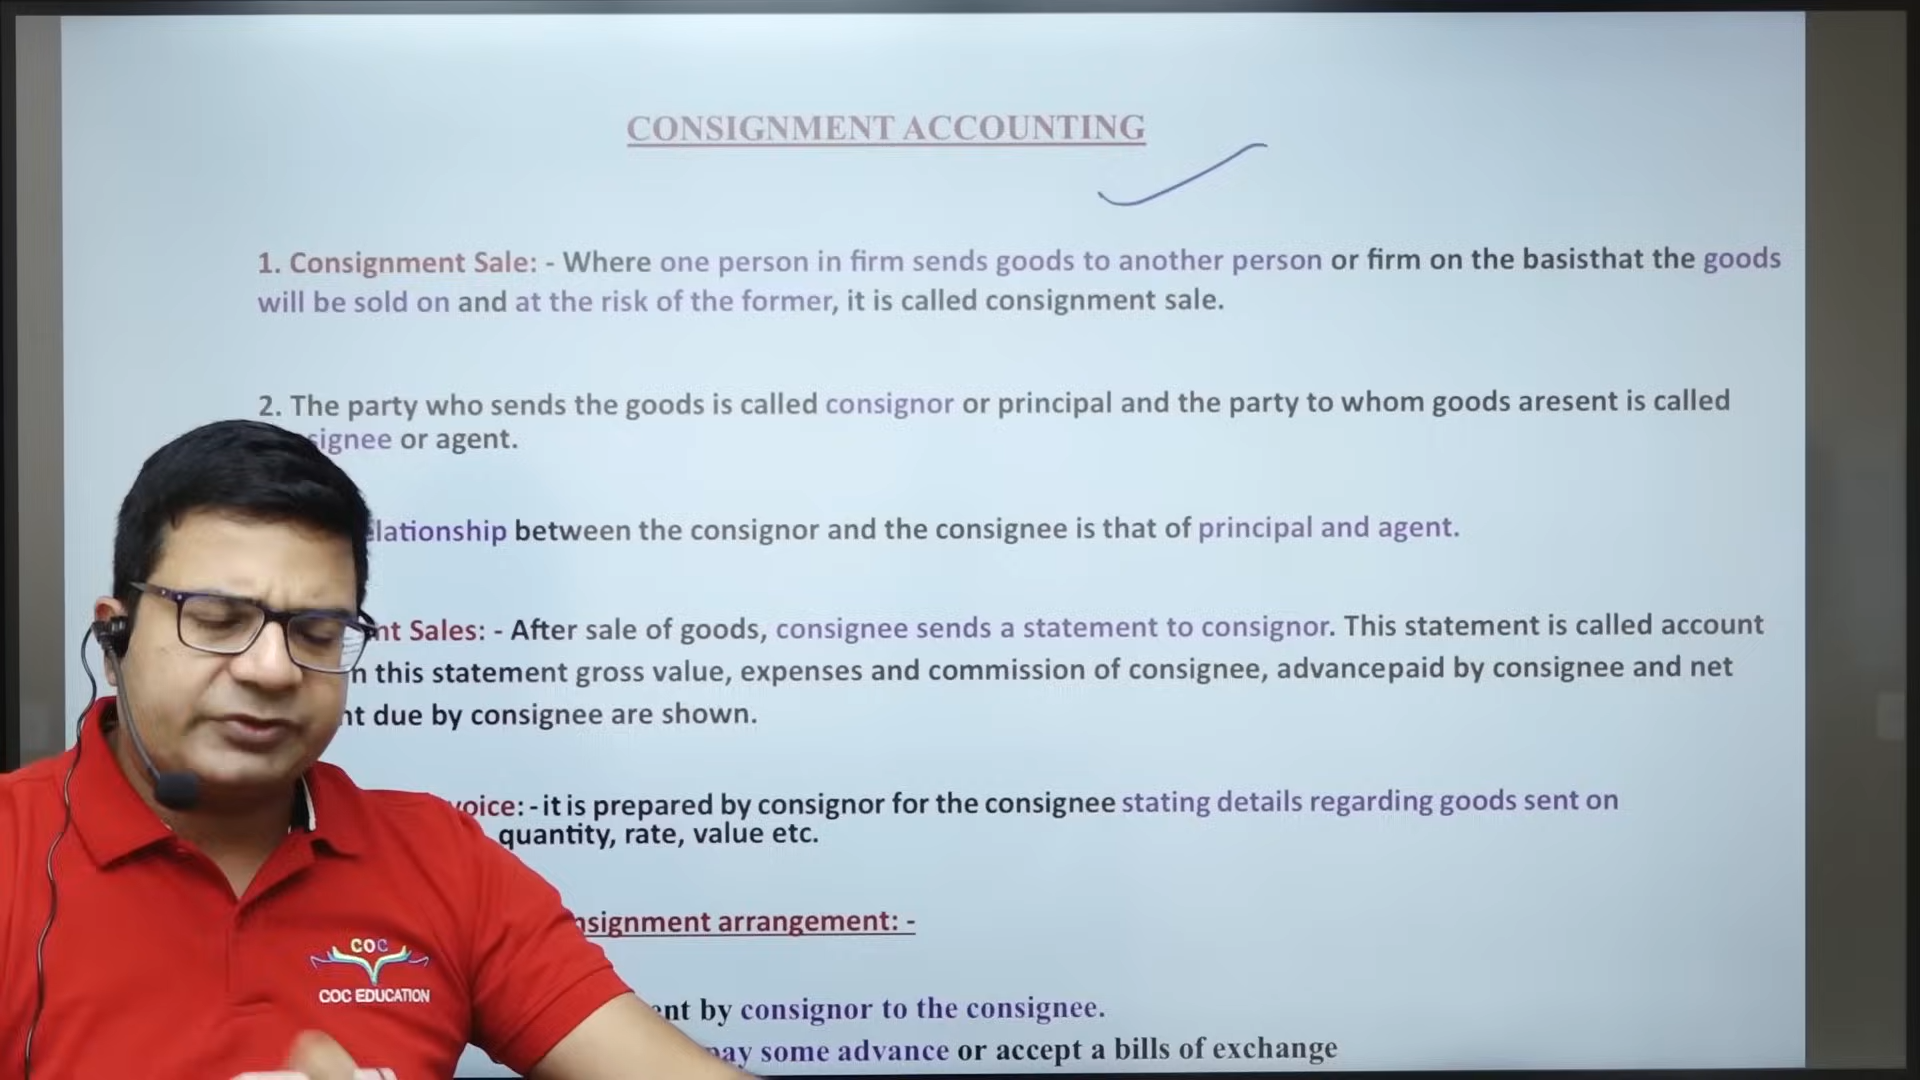 CONSIGNMENT ACCOUNTING
1. Consignment Sale: - Where one person in firm sends goods to another person or firm on the basisthat the goods
will be sold on and at the risk of the former, it is called consignment sale.
2. The party who sends the goods is called consignor or principal and the party to whom goods aresent is called
signee or agent.
elationship between the consignor and the consignee is that of principal and agent.
nt Sales: - After sale of goods, consignee sends a statement to consignor. This statement is called account
n this statement gross value, expenses and commission of consignee, advancepaid by consignee and net
nt due by consignee are shown.
voice: - it is prepared by consignor for the consignee stating details regarding goods sent on
quantity, rate, value etc.
nsignment arrangement: -
ent by consignor to the consignee.
pay some advance or accept a bills of exchange
COC
COC EDUCATION